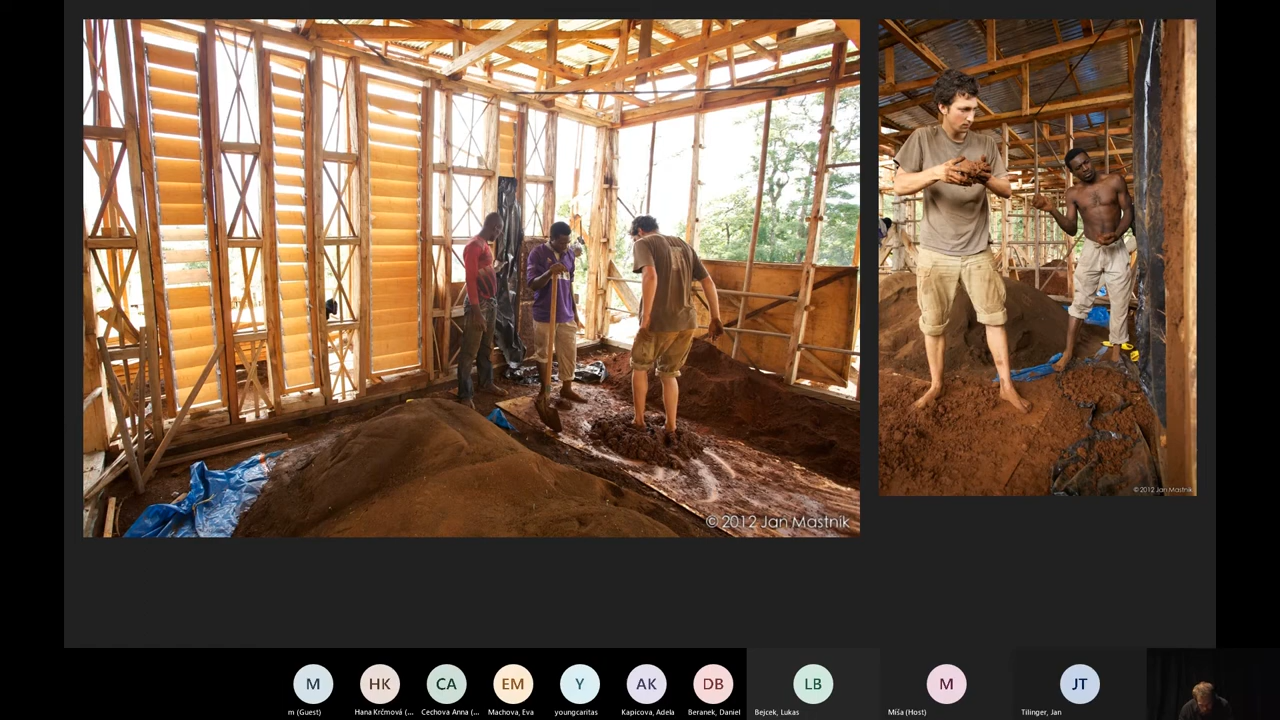 © 2012 Jan Mastnik
© 2012 Jan Mastnik
M
HK
CA
EM
Y
AK
DB
LB
M
JT
m (Guest)
Hana Krčmová (...
Cechova Anna (...
Machova, Eva
youngcaritas
Kapicova, Adela
Beranek, Daniel
Bejcek, Lukas
Míša (Host)
Tilinger, Jan